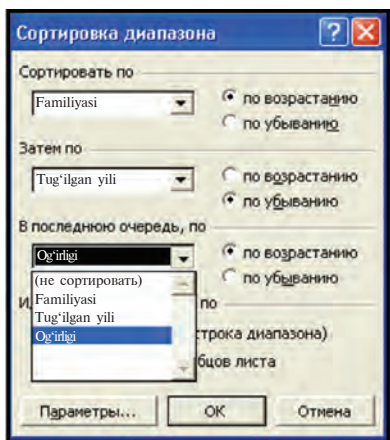 Сортировка диапазона
Сортировать по
Familiyasi
по возрастанию
по убыванию
Затем по
Tug‘ilgan yili
по возрастанию
по убыванию
В последнюю очередь, по
Og‘irligi
по возрастанию
по убыванию
(не сортировать)
Familiyasi
Tug‘ilgan yili
Og‘irligi
по
строка диапазона)
бцов листа
Параметры...
ОК
Отмена